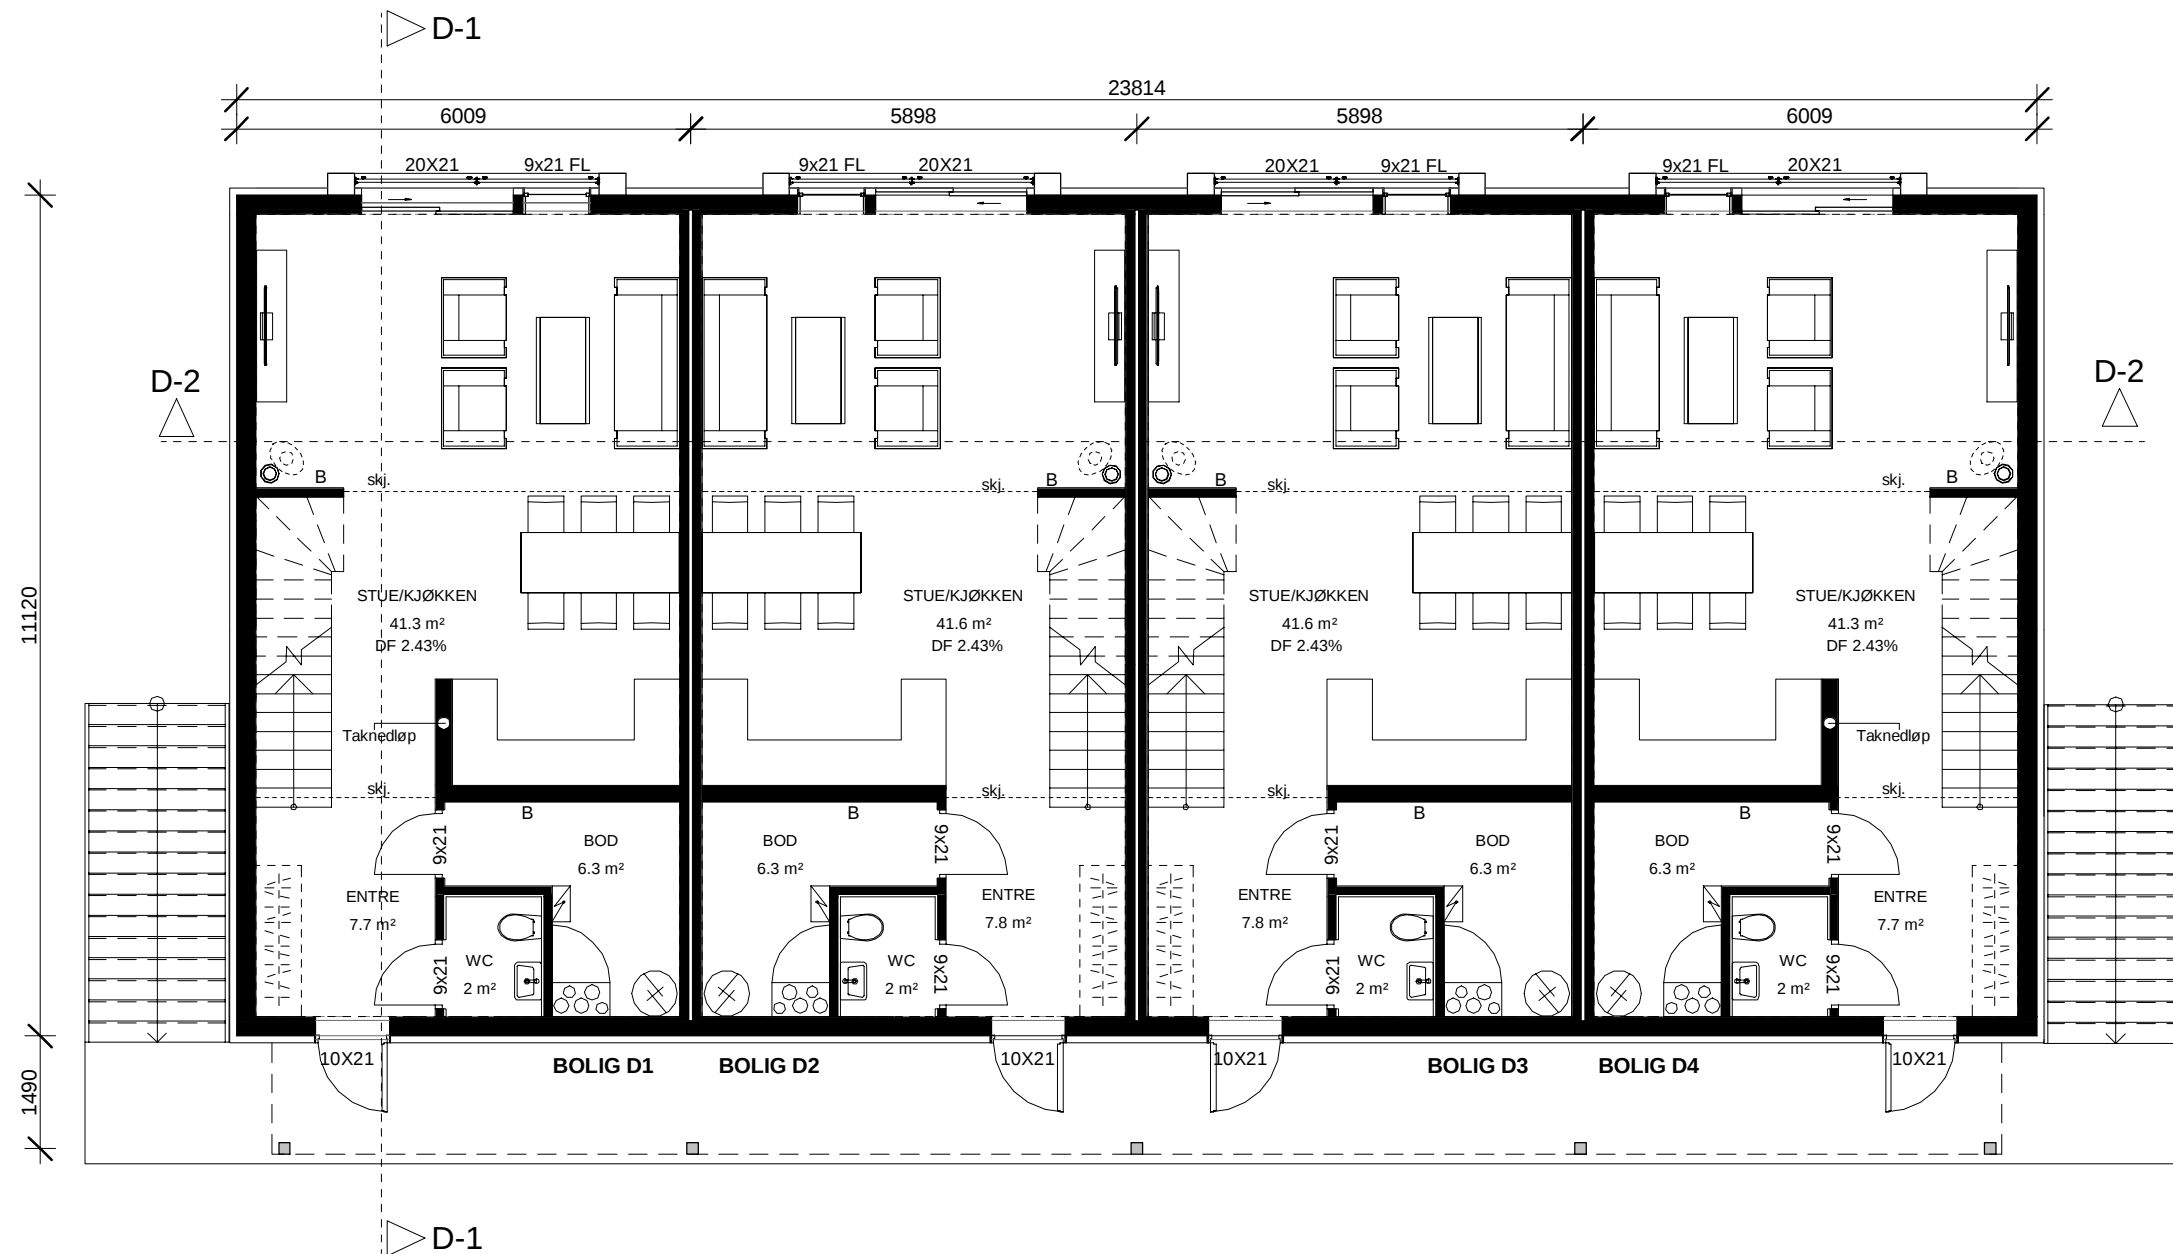 D-1
23814
6009 5898 5898 6009
20X21 9x21 FL 9x21 FL 20X21 20X21 9x21 FL 9x21 FL 20X21
D-2 D-2
B skj. skj. B B skj. skj. B
11120
STUE/KJØKKEN STUE/KJØKKEN STUE/KJØKKEN STUE/KJØKKEN
41.3 m² 41.6 m² 41.6 m² 41.3 m²
DF 2.43% DF 2.43% DF 2.43% DF 2.43%
Taknedløp Taknedløp
skj. skj. skj. skj.
B B B B
9x21 9x21 9x21 9x21
BOD BOD BOD BOD
6.3 m² 6.3 m² 6.3 m² 6.3 m²
ENTRE ENTRE ENTRE ENTRE
7.7 m² 7.8 m² 7.8 m² 7.7 m²
WC WC WC WC
9x21 9x21 9x21 9x21
2 m² 2 m² 2 m² 2 m²
10X21 10X21 10X21 10X21
BOLIG D1 BOLIG D2 BOLIG D3 BOLIG D4
1490
D-1